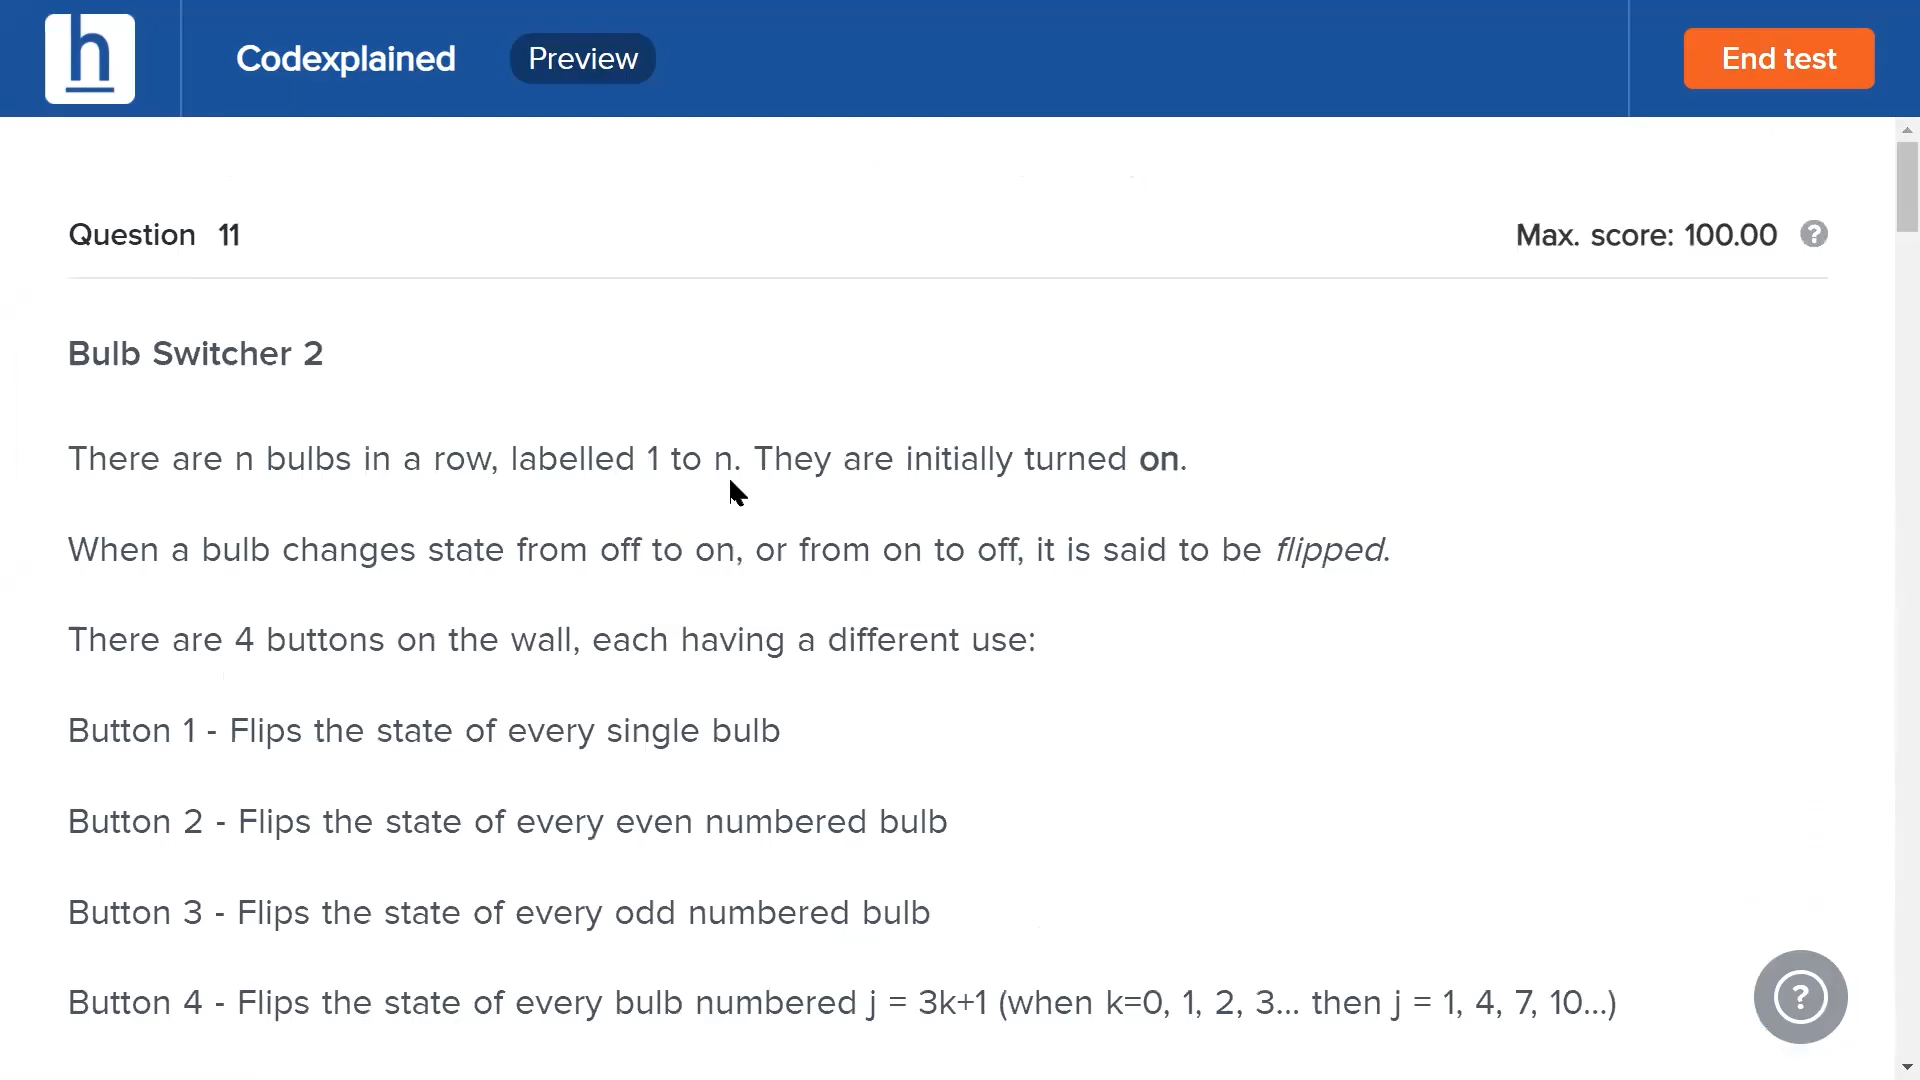 h
Codexplained
Preview
End test
Question 11
Max. score: 100.00
?
Bulb Switcher 2
There are n bulbs in a row, labelled 1 to n. They are initially turned on.
When a bulb changes state from off to on, or from on to off, it is said to be flipped.
There are 4 buttons on the wall, each having a different use:
Button 1 - Flips the state of every single bulb
Button 2 - Flips the state of every even numbered bulb
Button 3 - Flips the state of every odd numbered bulb
Button 4 - Flips the state of every bulb numbered j = 3k+1 (when k=0, 1, 2, 3... then j = 1, 4, 7, 10...)
?